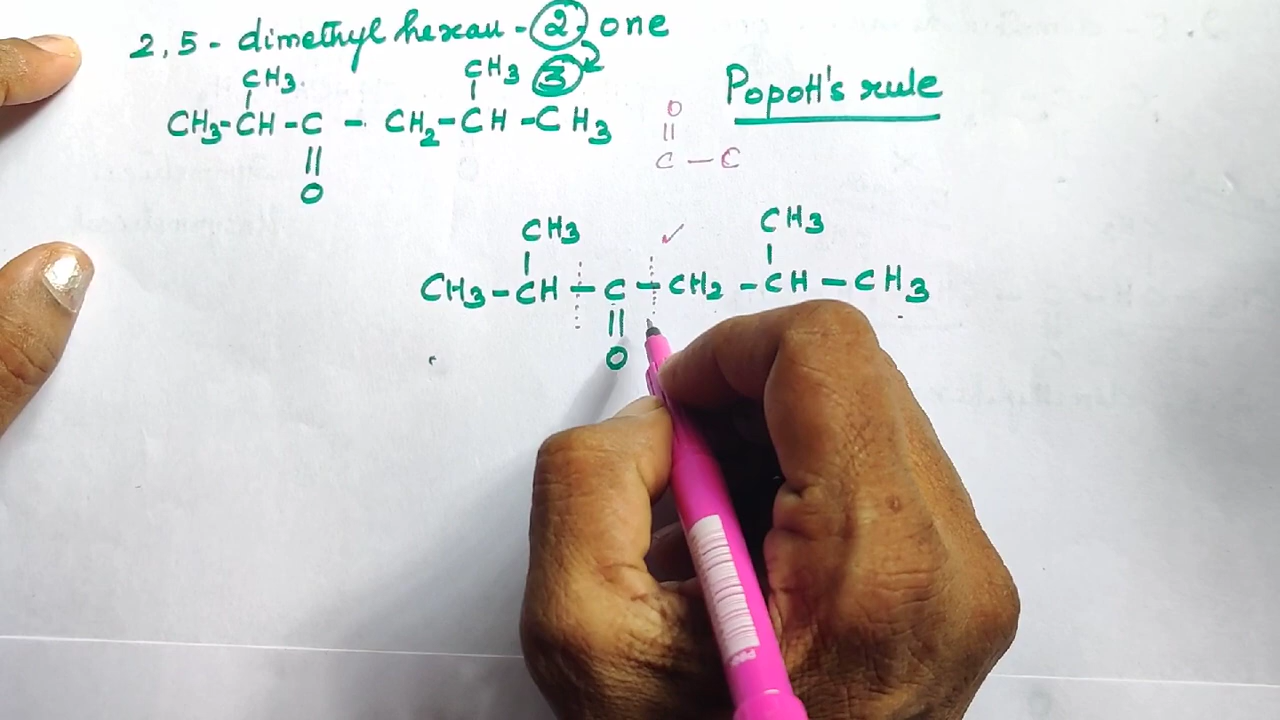 2,5 - dimethyl hexan - 2 - one
3
CH3 CH3
CH3-CH-C - CH2-CH-CH3
||
O
Popott's rule
O
||
C - C
CH3 CH3
✓
CH3-CH-C-CH2-CH-CH3
||
O